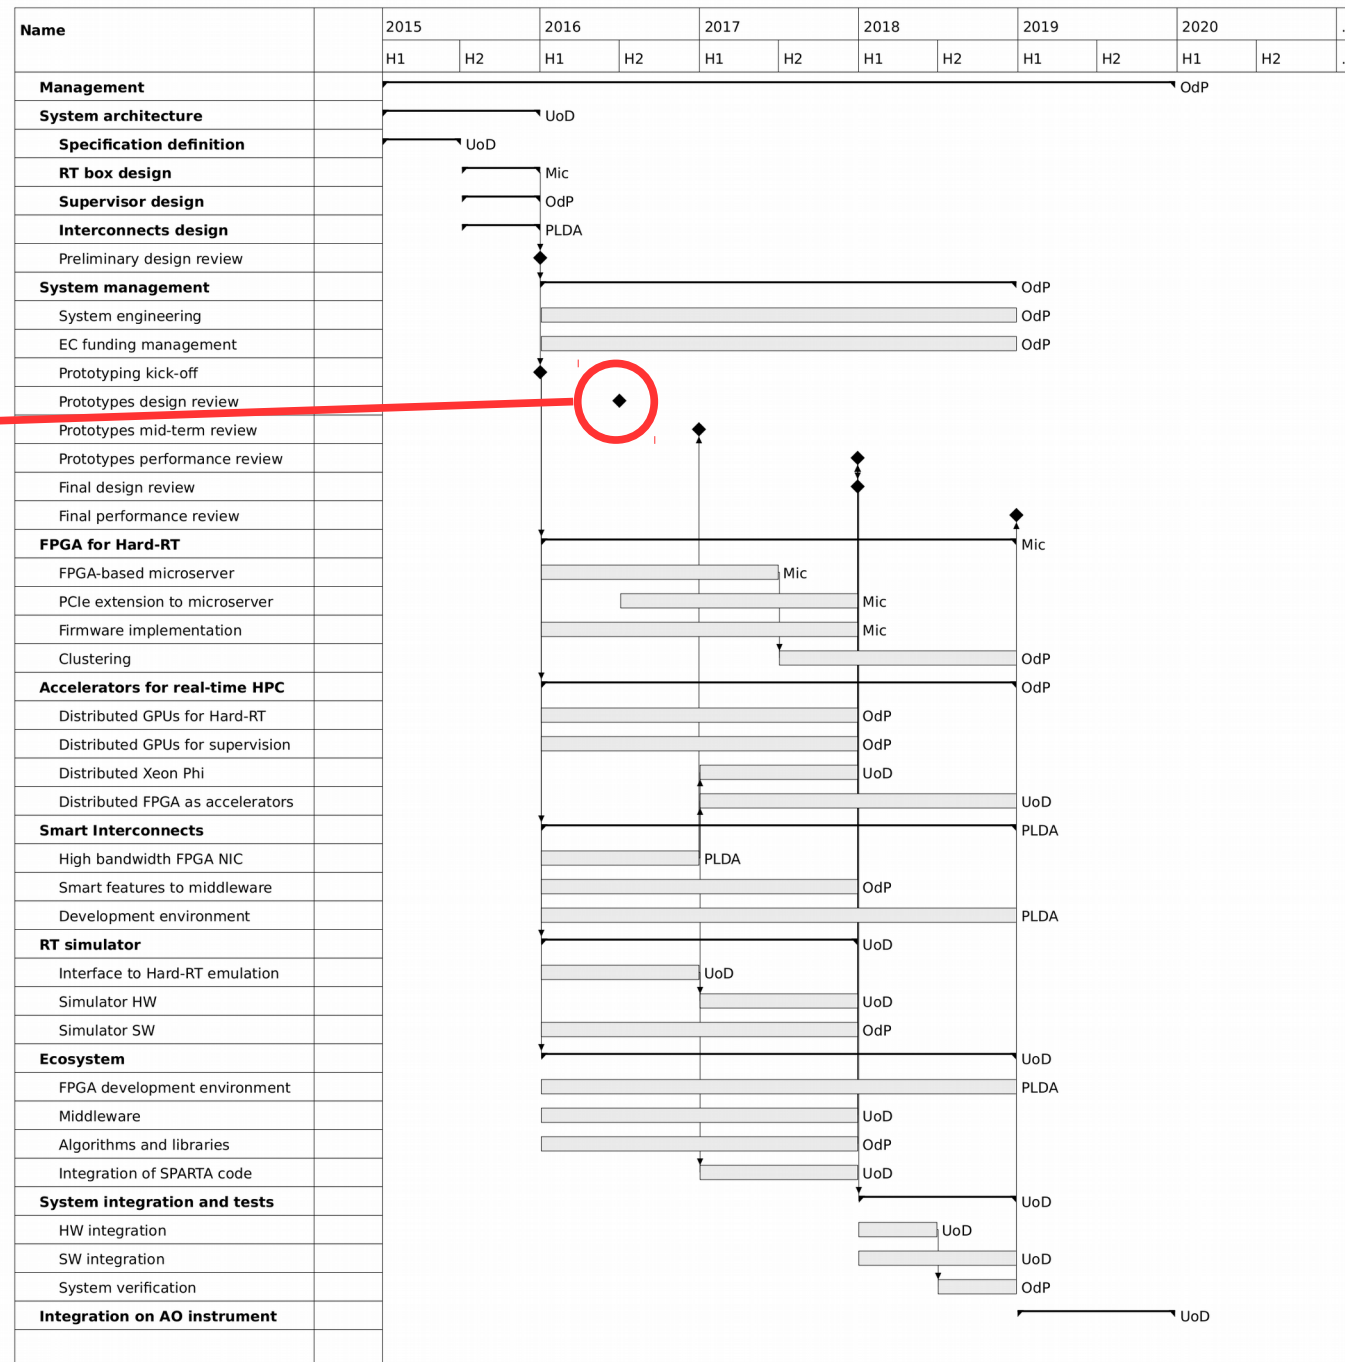 Name 2015 2016 2017 2018 2019 2020 .
H1 H2 H1 H2 H1 H2 H1 H2 H1 H2 H1 H2 .
Management OdP
System architecture UoD
Specification definition UoD
RT box design Mic
Supervisor design OdP
Interconnects design PLDA
Preliminary design review
System management OdP
System engineering OdP
EC funding management OdP
Prototyping kick-off
Prototypes design review
Prototypes mid-term review
Prototypes performance review
Final design review
Final performance review
FPGA for Hard-RT Mic
FPGA-based microserver Mic
PCIe extension to microserver Mic
Firmware implementation Mic
Clustering OdP
Accelerators for real-time HPC OdP
Distributed GPUs for Hard-RT OdP
Distributed GPUs for supervision OdP
Distributed Xeon Phi UoD
Distributed FPGA as accelerators UoD
Smart Interconnects PLDA
High bandwidth FPGA NIC PLDA
Smart features to middleware OdP
Development environment PLDA
RT simulator UoD
Interface to Hard-RT emulation UoD
Simulator HW UoD
Simulator SW OdP
Ecosystem UoD
FPGA development environment PLDA
Middleware UoD
Algorithms and libraries OdP
Integration of SPARTA code UoD
System integration and tests UoD
HW integration UoD
SW integration UoD
System verification OdP
Integration on AO instrument UoD